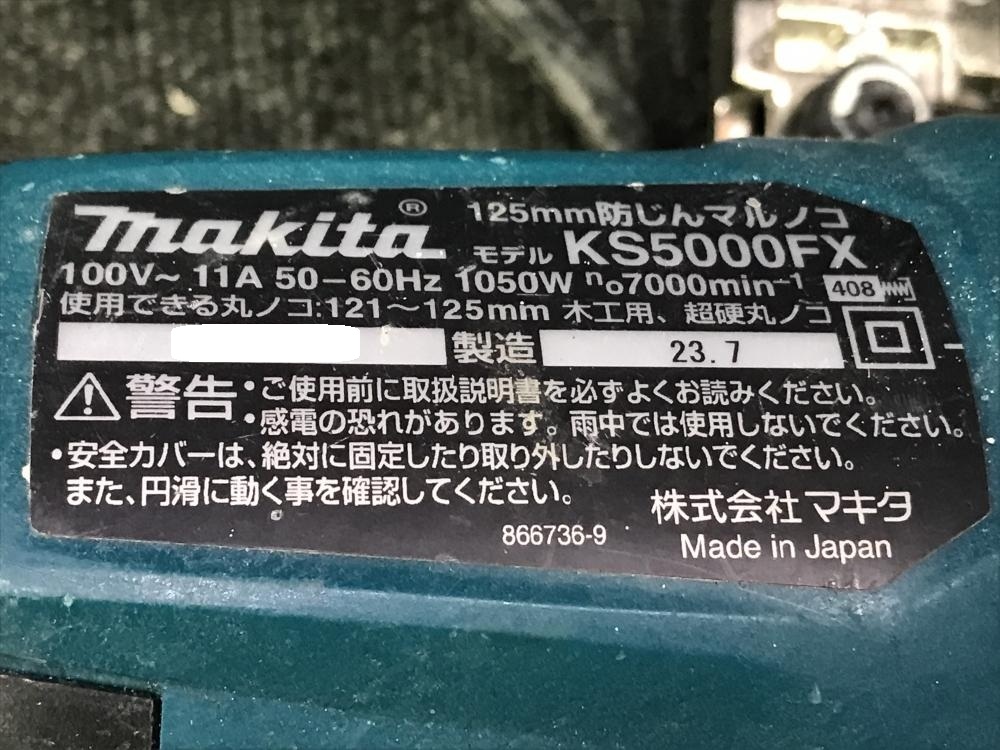 makita®
125mm防じんマルノコ
モデル KS5000FX
100V～ 11A 50–60Hz 1050W n₀7000min⁻¹ 408
使用できる丸ノコ:121～125mm 木工用、超硬丸ノコ
製造 23.7
警告 •ご使用前に取扱説明書を必ずよくお読みください。
•感電の恐れがあります。雨中では使用しないでください。
•安全カバーは、絶対に固定したり取り外したりしないでください。
また、円滑に動く事を確認してください。
株式会社 マキタ
866736-9
Made in Japan